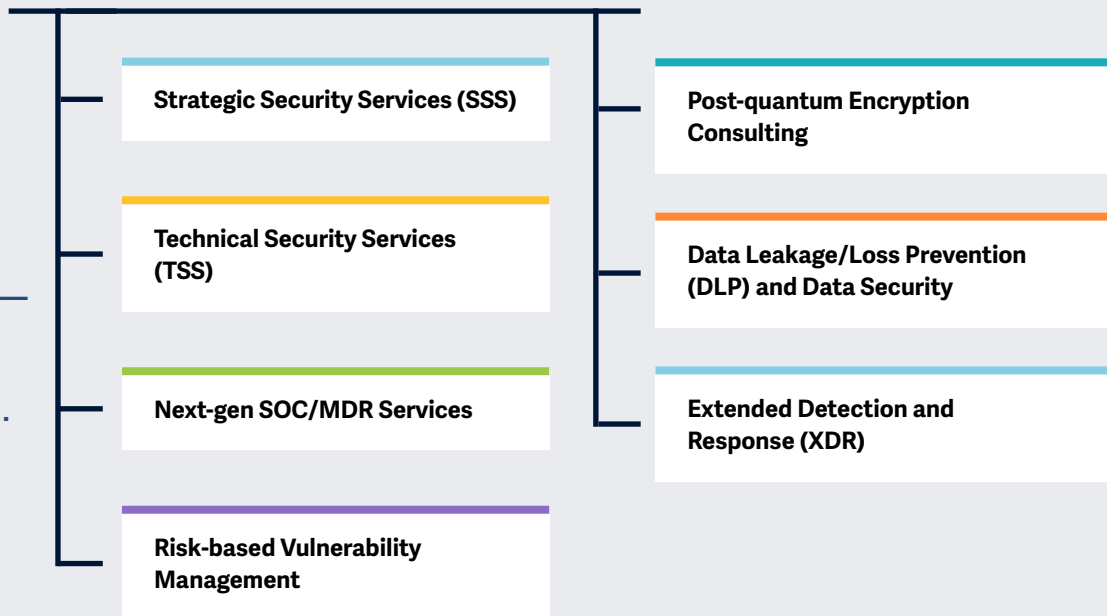 Strategic Security Services (SSS)
Technical Security Services
(TSS)
Next-gen SOC/MDR Services
Risk-based Vulnerability
Management
Post-quantum Encryption
Consulting
Data Leakage/Loss Prevention
(DLP) and Data Security
Extended Detection and
Response (XDR)